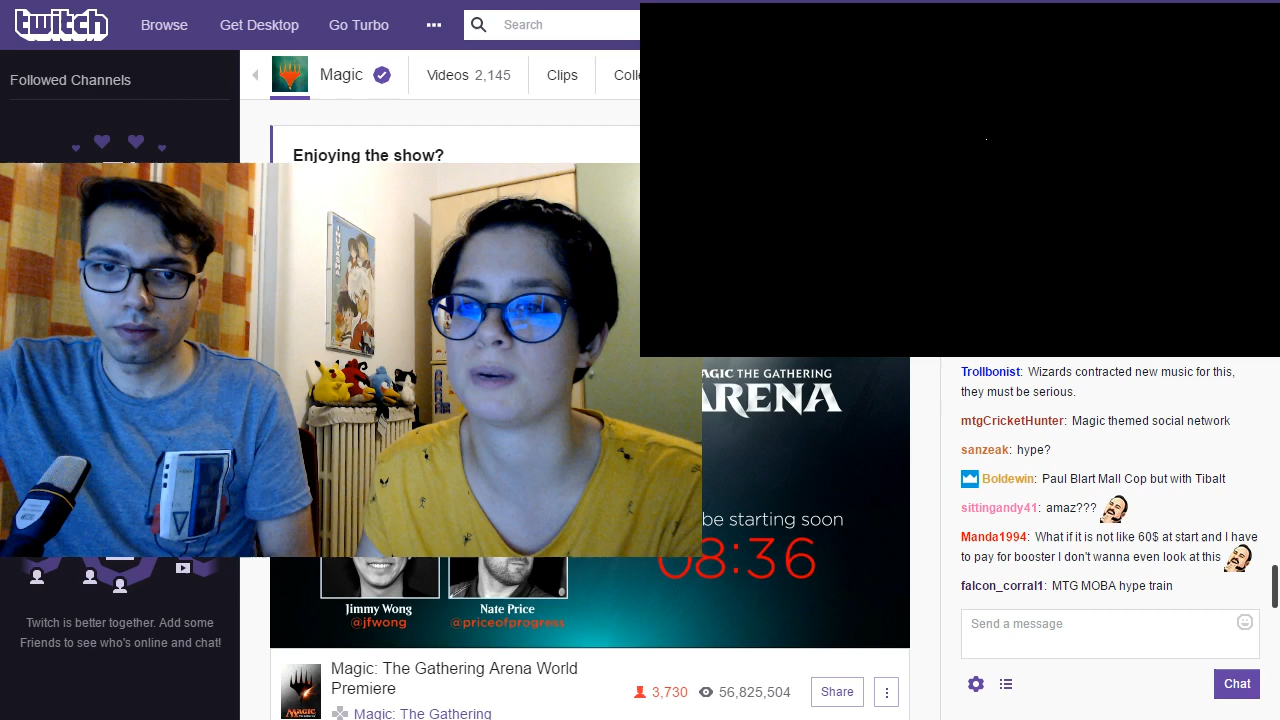 twitch
Browse
Get Desktop
Go Turbo
Search
Followed Channels
Magic
Videos 2,145
Clips
Colle
Enjoying the show?
INUYASHA
Trollbonist: Wizards contracted new music for this,
they must be serious.
mtgCricketHunter: Magic themed social network
sanzeak: hype?
Boldewin: Paul Blart Mall Cop but with Tibalt
sittingandy41: amaz???
Manda1994: What if it is not like 60$ at start and I have
to pay for booster I don't wanna even look at this
falcon_corral1: MTG MOBA hype train
Send a message
Chat
AGIC THE GATHERING
ARENA
be starting soon
08:36
Jimmy Wong
@jfwong
Nate Price
@priceofprogress
Twitch is better together. Add some
Friends to see who's online and chat!
MAGIC
Magic: The Gathering Arena World
Premiere
Magic: The Gathering
3,730
56,825,504
Share